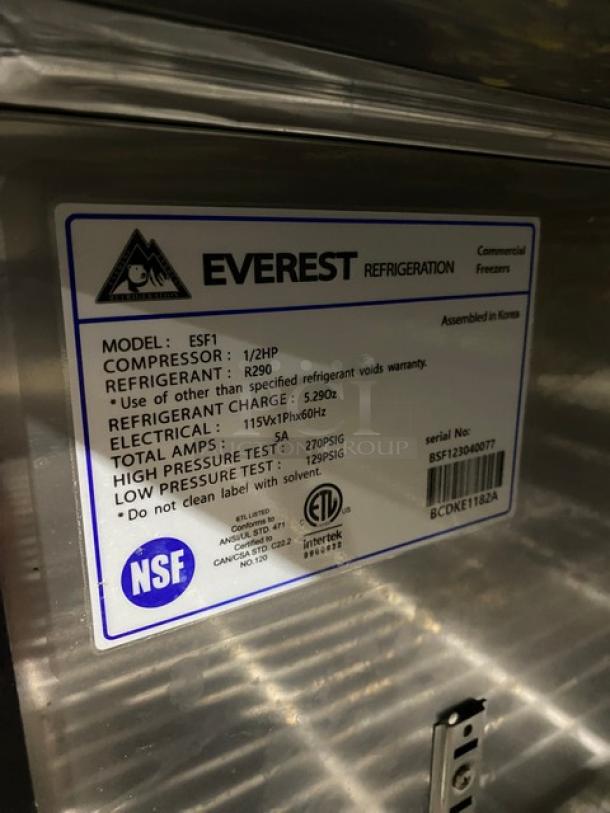 EVEREST REFRIGERATION
Commercial
Freezers
Assembled in Korea
MODEL : ESF1
COMPRESSOR : 1/2HP
REFRIGERANT : R290
*Use of other than specified refrigerant voids warranty.
REFRIGERANT CHARGE : 5.29Oz
ELECTRICAL : 115Vx1Phx60Hz
TOTAL AMPS : 5A
HIGH PRESSURE TEST : 270PSIG
LOW PRESSURE TEST : 129PSIG
*Do not clean label with solvent.
serial No:
BSF123040077
BCDKE1182A
NSF
ETL LISTED
Conforms to
ANSI/UL STD. 471
Certified to
CAN/CSA STD. C22.2
NO.120
C ETL US
Intertek
AUCTION GROUP